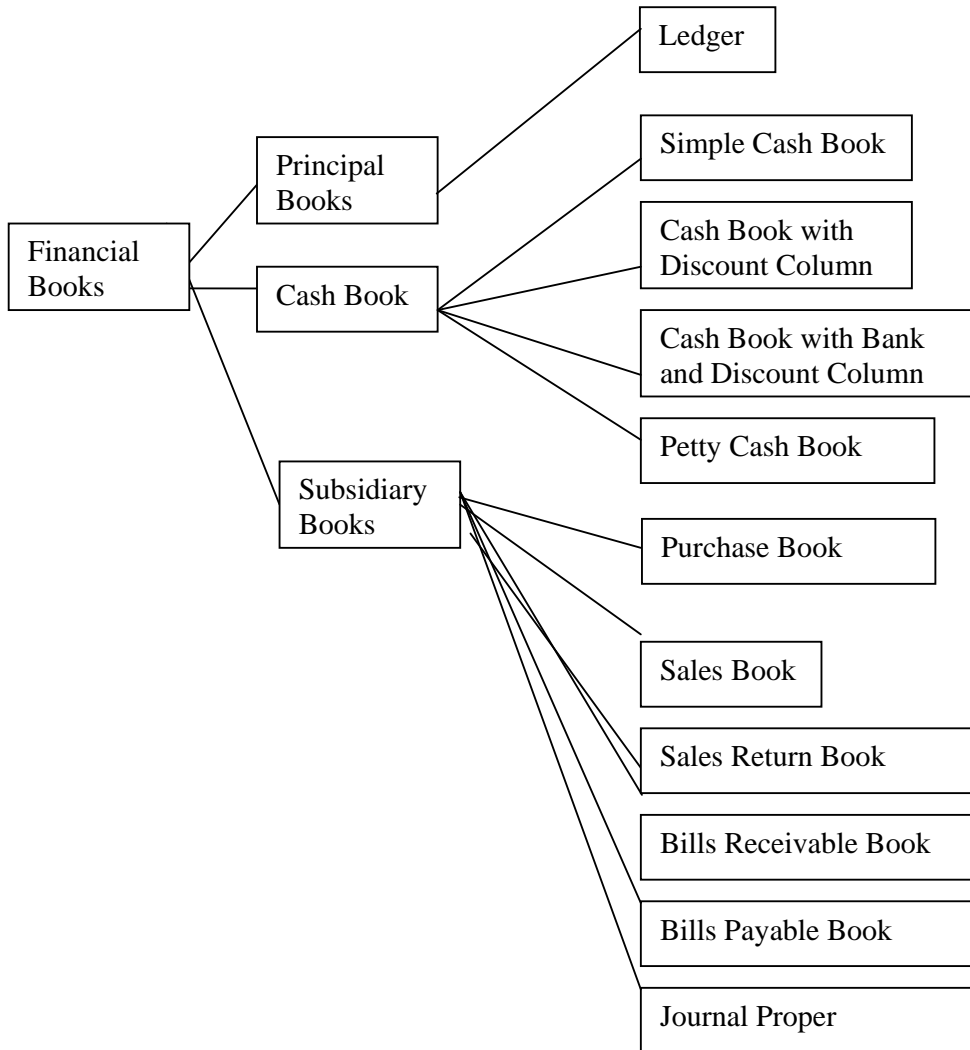 Financial
Books
Principal
Books
Cash Book
Subsidiary
Books
Ledger
Simple Cash Book
Cash Book with
Discount Column
Cash Book with Bank
and Discount Column
Petty Cash Book
Purchase Book
Sales Book
Sales Return Book
Bills Receivable Book
Bills Payable Book
Journal Proper